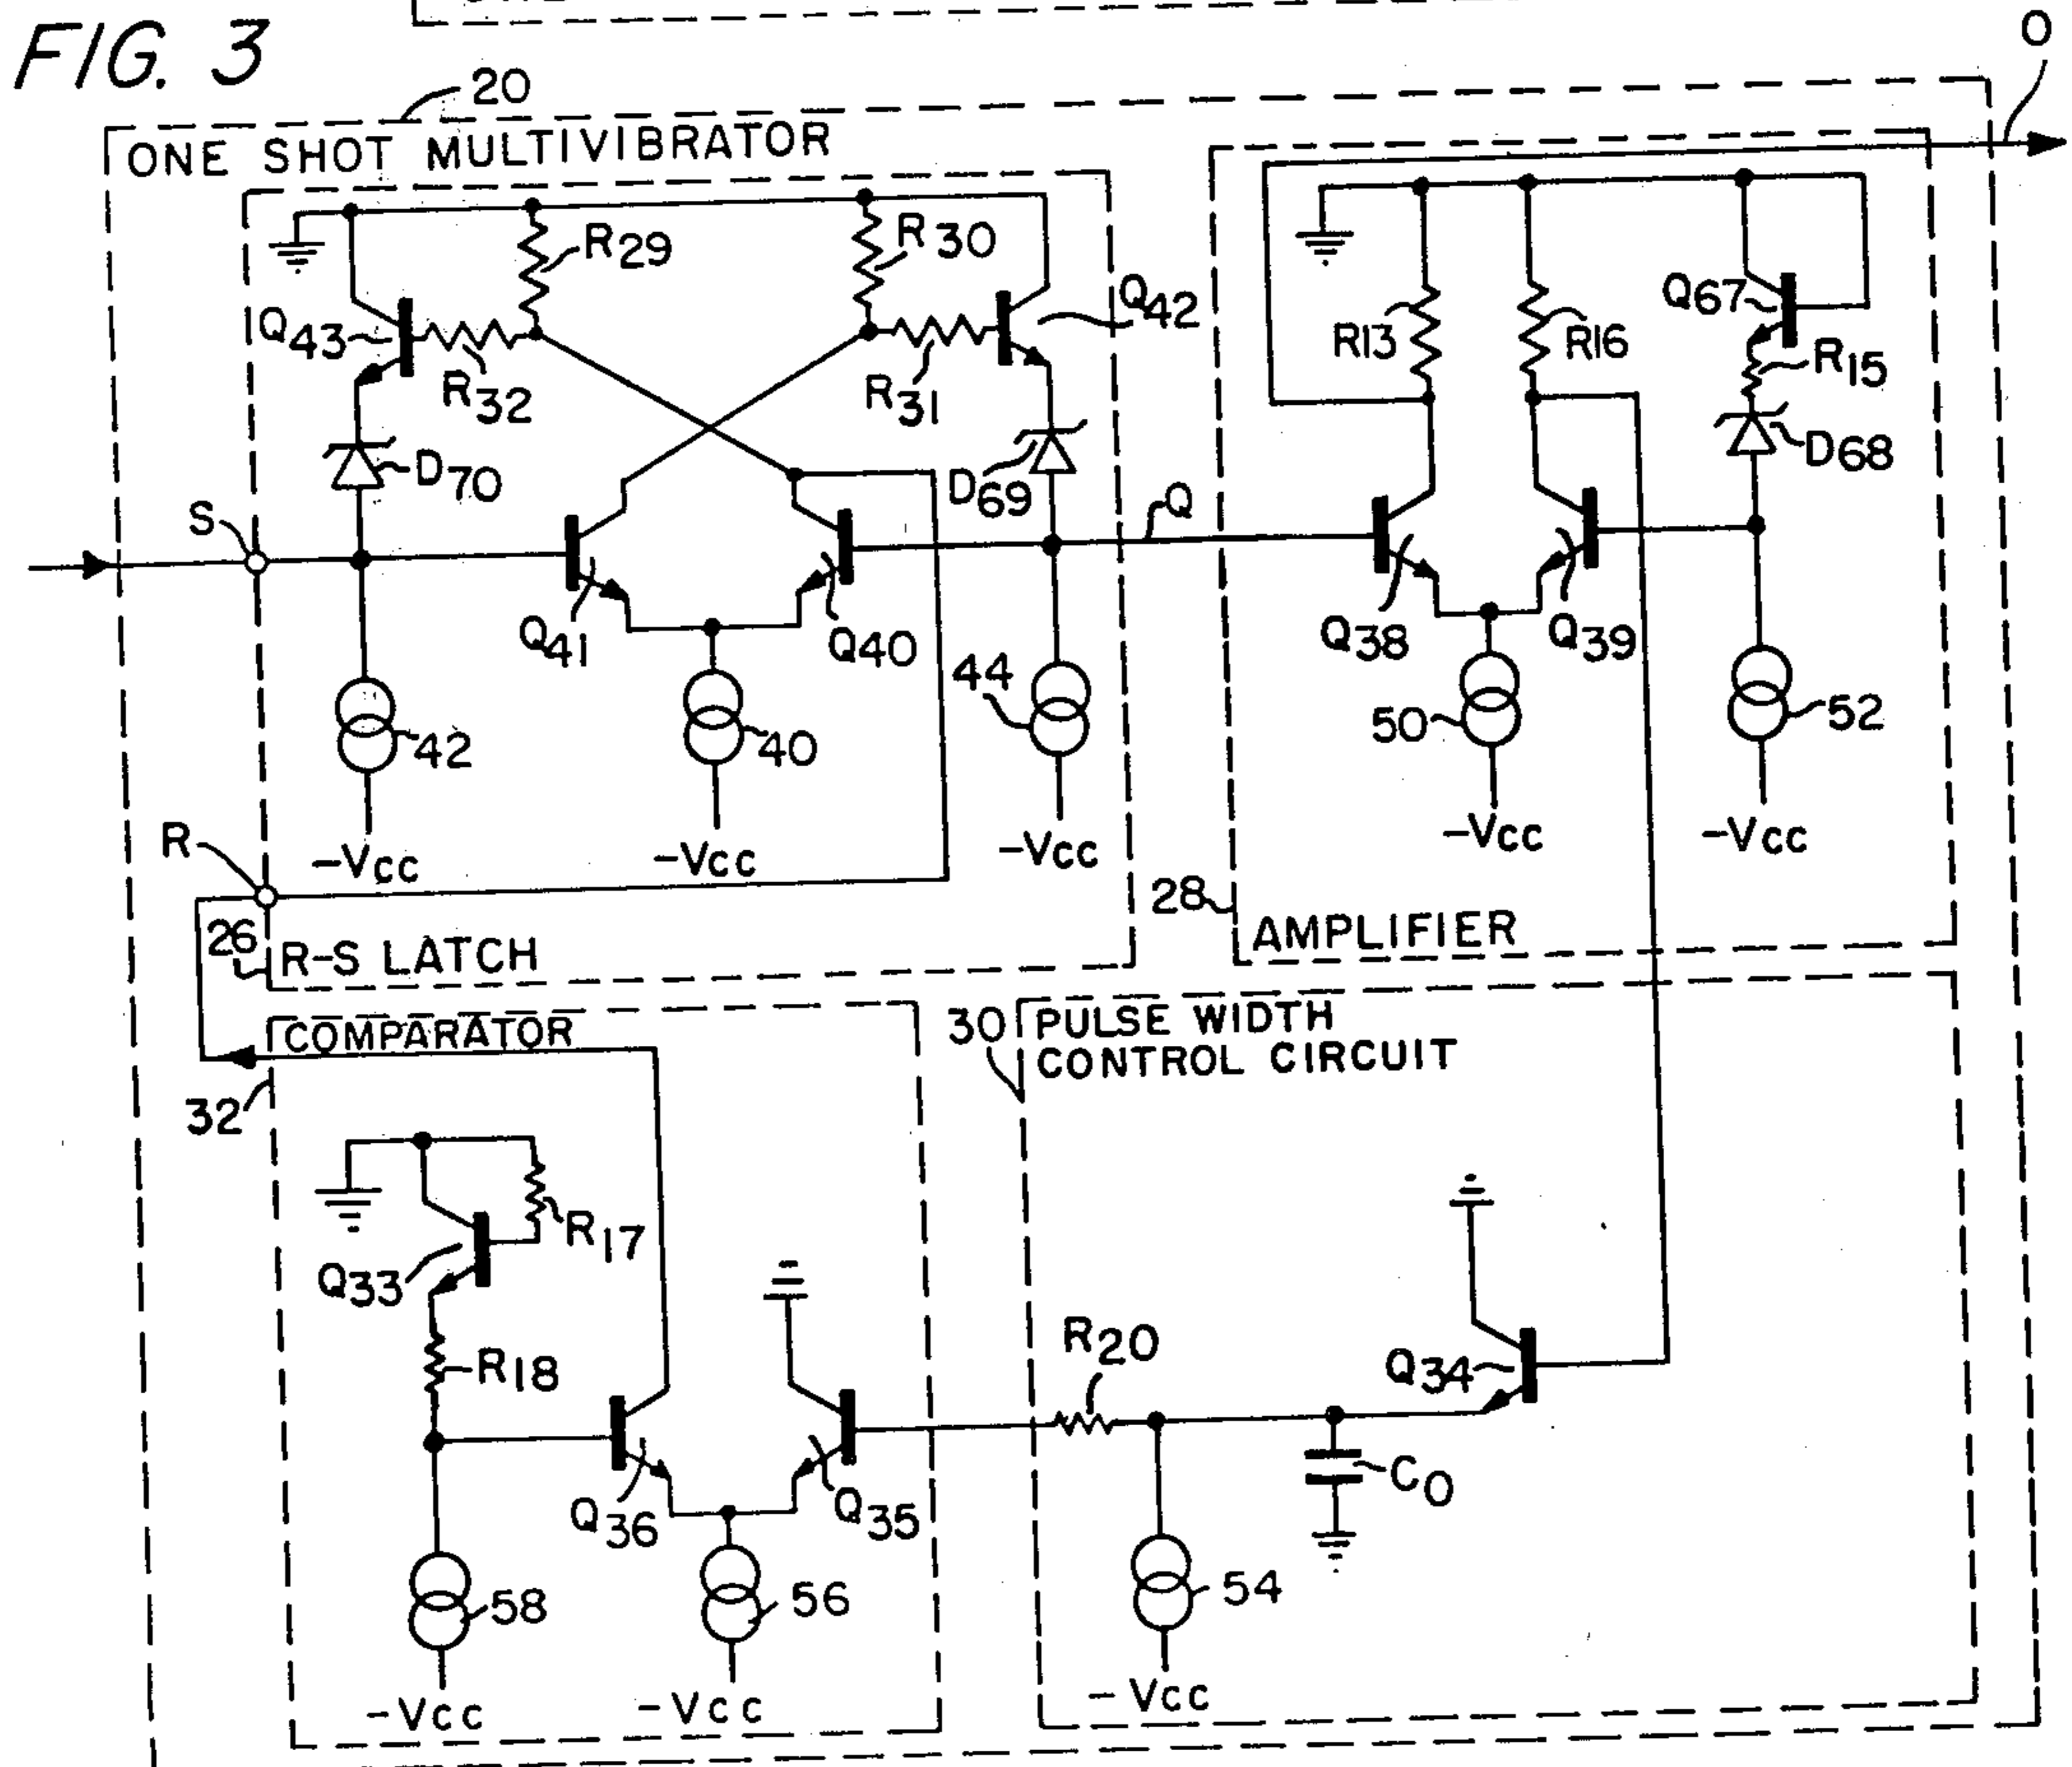 FIG. 3
20
O
ONE SHOT MULTIVIBRATOR
R29
R30
Q43
R32
R31
Q42
R13
R16
Q67
R15
D70
D69
D68
S
Q
Q41
Q40
Q38
Q39
42
40
44
50
52
-VCC
-VCC
-VCC
-VCC
-VCC
R
26
R-S LATCH
28
AMPLIFIER
COMPARATOR
30
PULSE WIDTH
CONTROL CIRCUIT
32
R17
Q33
R18
R20
Q34
Q36
Q35
CO
58
56
54
-VCC
-VCC
-VCC